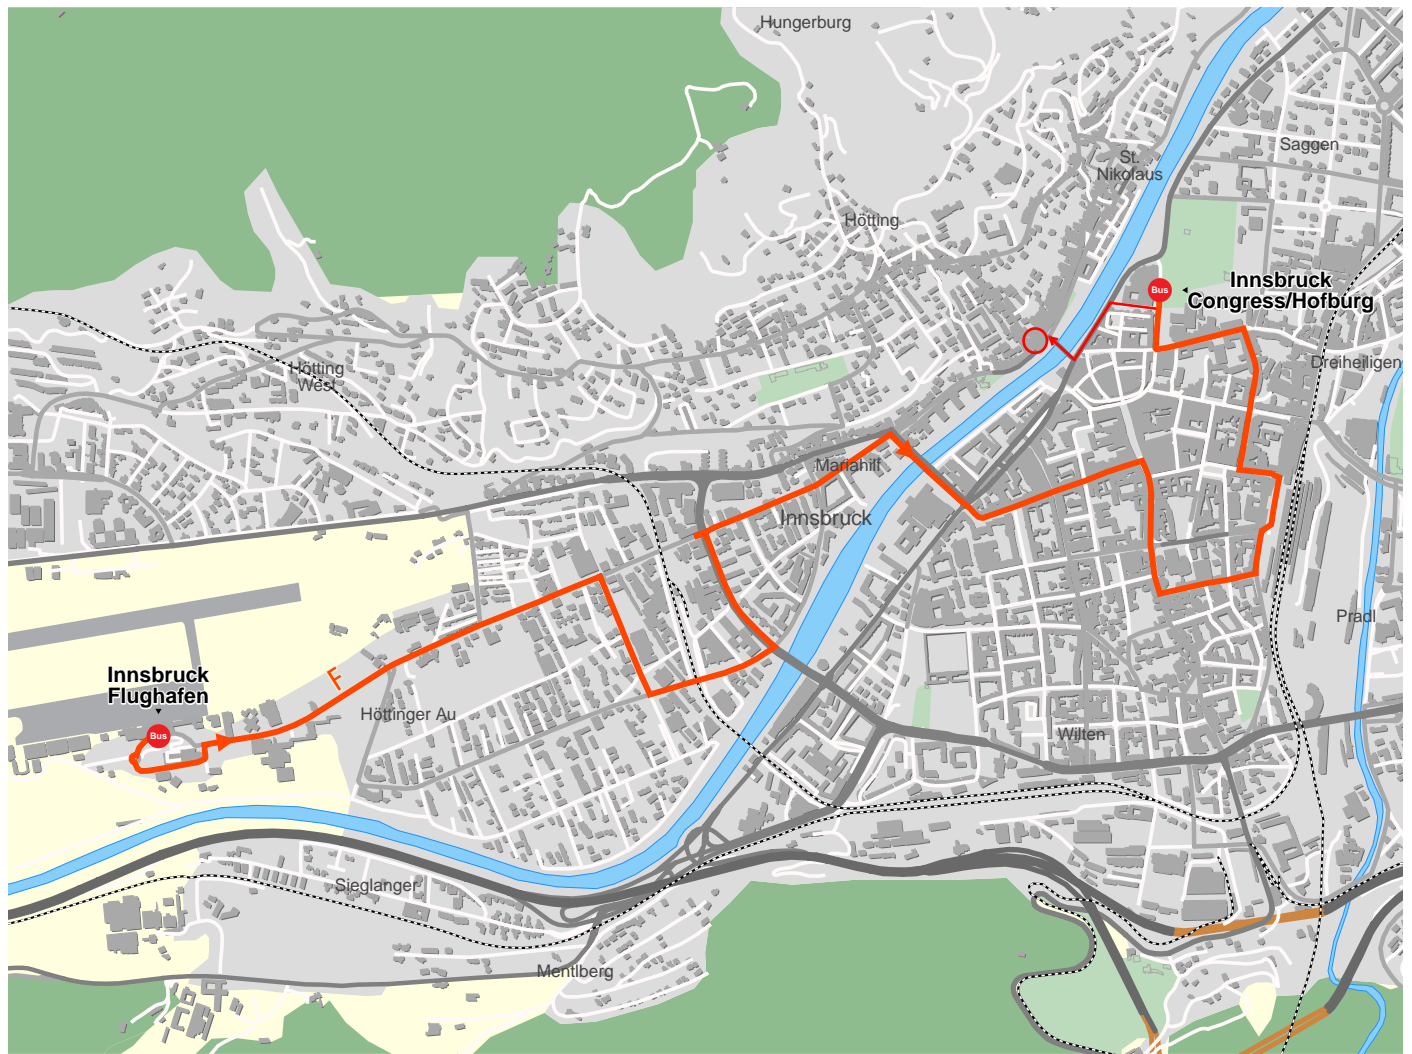 Hungerburg
Saggen
St.
Nikolaus
Hötting
Innsbruck
Congress/Hofburg
Bus
Hötting
West
Dreiheiligen
Mariahilf
Innsbruck
Pradl
Innsbruck
Flughafen
F
Höttinger Au
Bus
Wilten
Sieglanger
Mentlberg